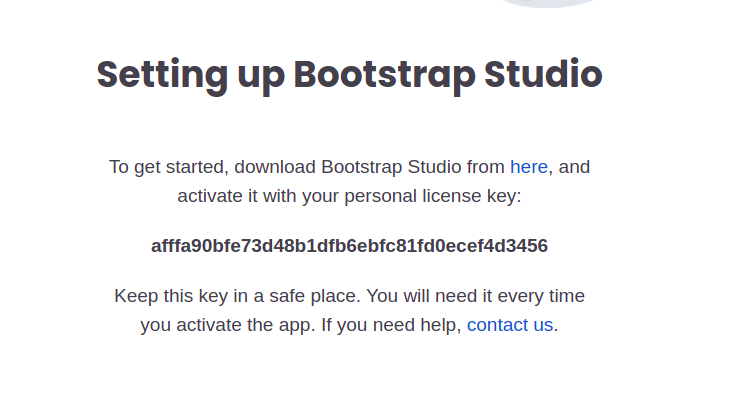 Setting up Bootstrap Studio
To get started, download Bootstrap Studio from here, and
activate it with your personal license key:
afffa90bfe73d48b1dfb6ebfc81fd0ecef4d3456
Keep this key in a safe place. You will need it every time
you activate the app. If you need help, contact us.